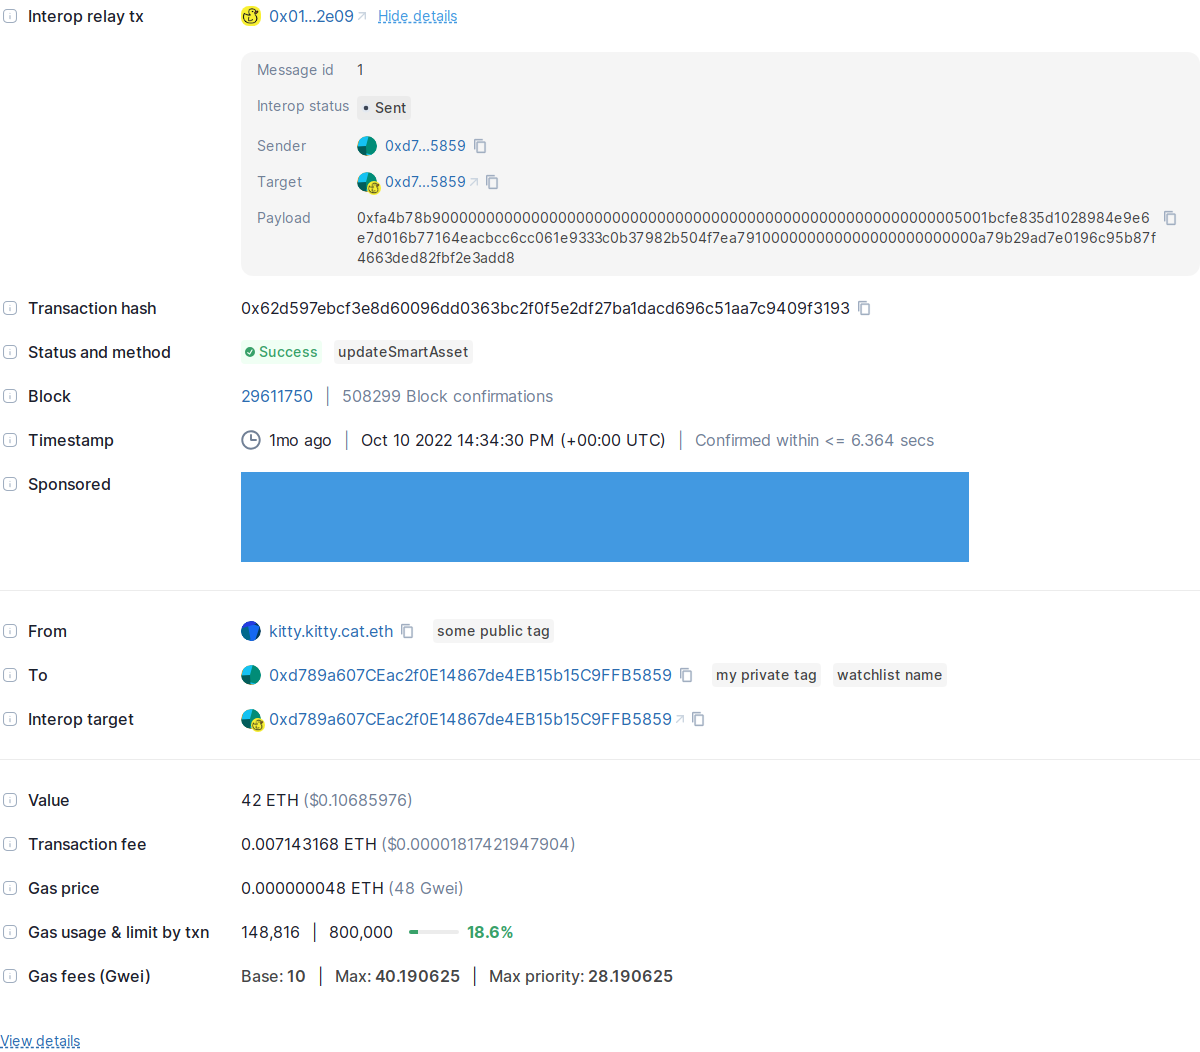 Interop relay tx 0x01...2e09 Hide details
Message id 1
Interop status Sent
Sender 0xd7...5859
Target 0xd7...5859
Payload 0xfa4b78b90000000000000000000000000000000000000000000000000000000005001bcfe835d1028984e9e6
e7d016b77164eacbcc6cc061e9333c0b37982b504f7ea791000000000000000000000000a79b29ad7e0196c95b87f
4663ded82fbf2e3add8
Transaction hash 0x62d597ebcf3e8d60096dd0363bc2f0f5e2df27ba1dacd696c51aa7c9409f3193
Status and method Success updateSmartAsset
Block 29611750 | 508299 Block confirmations
Timestamp 1mo ago | Oct 10 2022 14:34:30 PM (+00:00 UTC) | Confirmed within <= 6.364 secs
Sponsored
From kitty.kitty.cat.eth some public tag
To 0xd789a607CEac2f0E14867de4EB15b15C9FFB5859 my private tag watchlist name
Interop target 0xd789a607CEac2f0E14867de4EB15b15C9FFB5859
Value 42 ETH ($0.10685976)
Transaction fee 0.007143168 ETH ($0.00001817421947904)
Gas price 0.000000048 ETH (48 Gwei)
Gas usage & limit by txn 148,816 | 800,000 18.6%
Gas fees (Gwei) Base: 10 | Max: 40.190625 | Max priority: 28.190625
View details